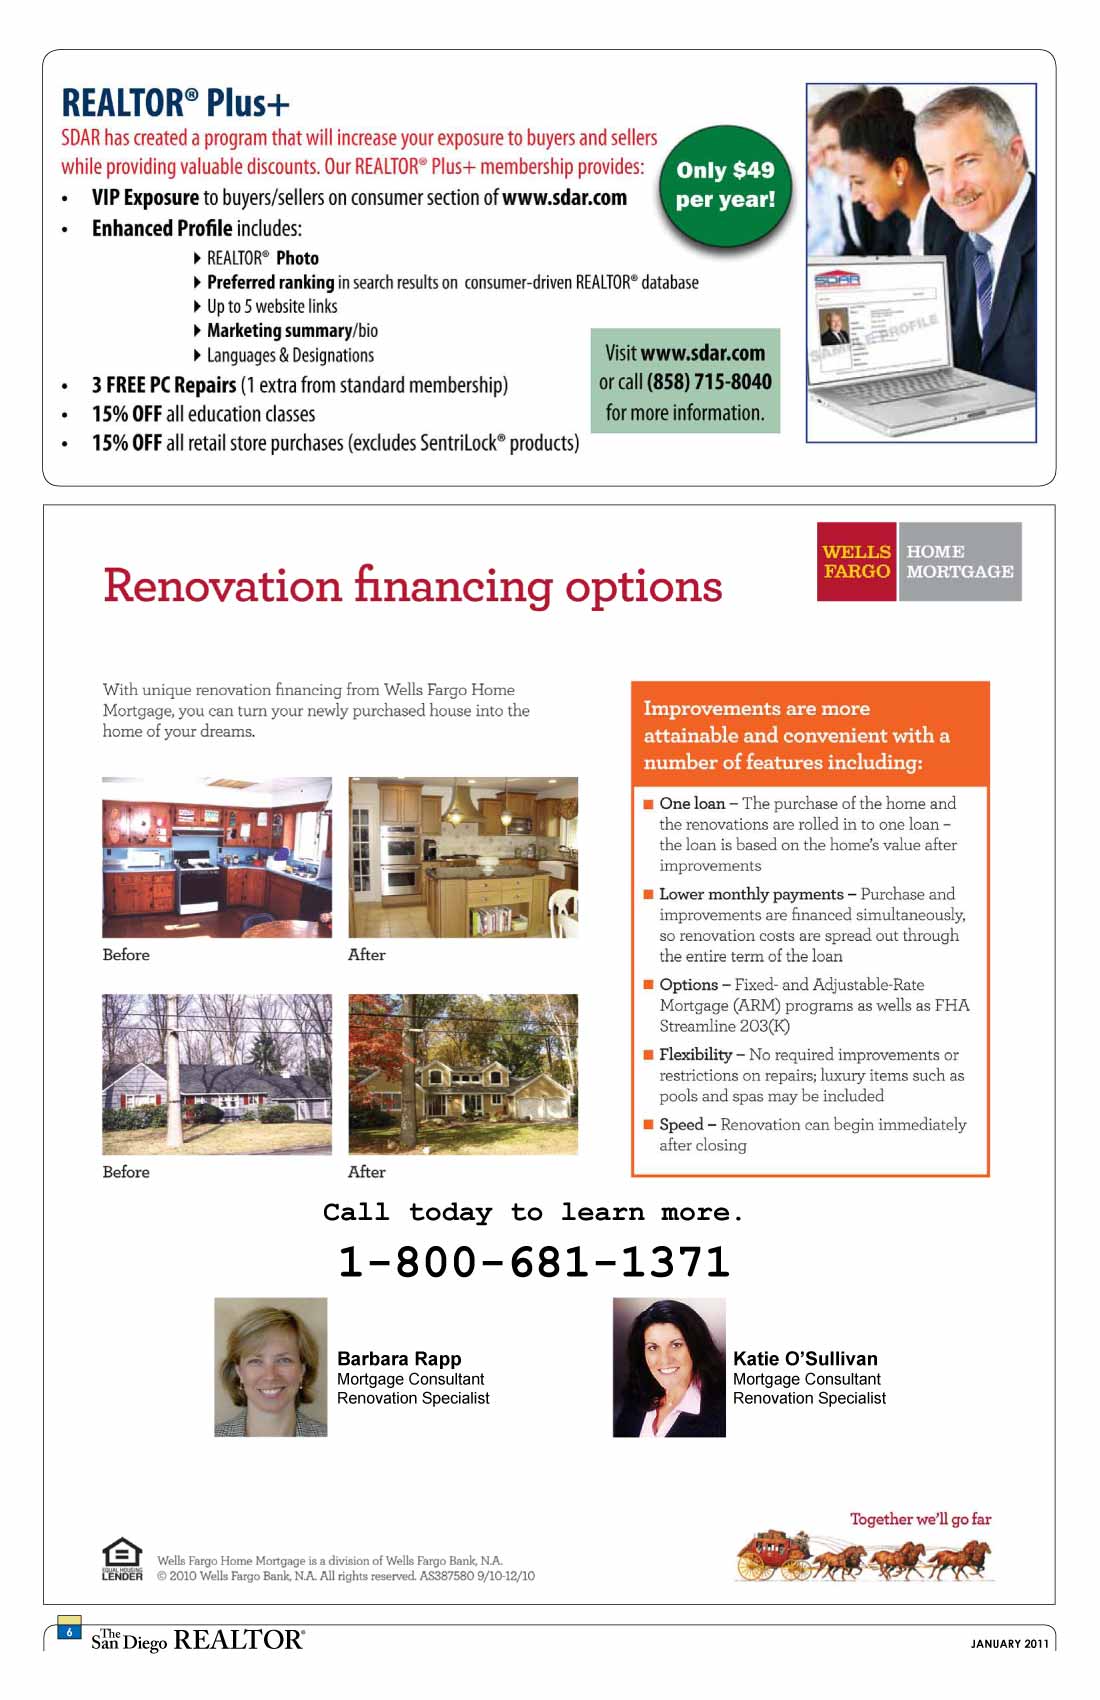 REALTOR® Plus+
SDAR has created a program that will increase your exposure to buyers and sellers
while providing valuable discounts. Our REALTOR® Plus+ membership provides:
• VIP Exposure to buyers/sellers on consumer section of www.sdar.com
• Enhanced Profile includes:
REALTOR® Photo
Preferred ranking in search results on consumer-driven REALTOR® database
Up to 5 website links
Marketing summary/bio
Languages & Designations
• 3 FREE PC Repairs (1 extra from standard membership)
• 15% OFF all education classes
• 15% OFF all retail store purchases (excludes SentriLock® products)
Only $49
per year!
Visit www.sdar.com
or call (858) 715-8040
for more information.
SDAR
SAMPLE PROFILE
WELLS
FARGO
HOME
MORTGAGE
Renovation financing options
With unique renovation financing from Wells Fargo Home
Mortgage, you can turn your newly purchased house into the
home of your dreams.
Before
After
Before
After
Improvements are more
attainable and convenient with a
number of features including:
One loan – The purchase of the home and
the renovations are rolled in to one loan –
the loan is based on the home's value after
improvements
Lower monthly payments – Purchase and
improvements are financed simultaneously,
so renovation costs are spread out through
the entire term of the loan
Options – Fixed- and Adjustable-Rate
Mortgage (ARM) programs as wells as FHA
Streamline 203(K)
Flexibility – No required improvements or
restrictions on repairs; luxury items such as
pools and spas may be included
Speed – Renovation can begin immediately
after closing
Call today to learn more.
1-800-681-1371
Barbara Rapp
Mortgage Consultant
Renovation Specialist
Katie O'Sullivan
Mortgage Consultant
Renovation Specialist
Together we'll go far
EQUAL HOUSING
LENDER
Wells Fargo Home Mortgage is a division of Wells Fargo Bank, N.A.
© 2010 Wells Fargo Bank, N.A. All rights reserved. AS387580 9/10-12/10
6
The San Diego REALTOR®
JANUARY 2011